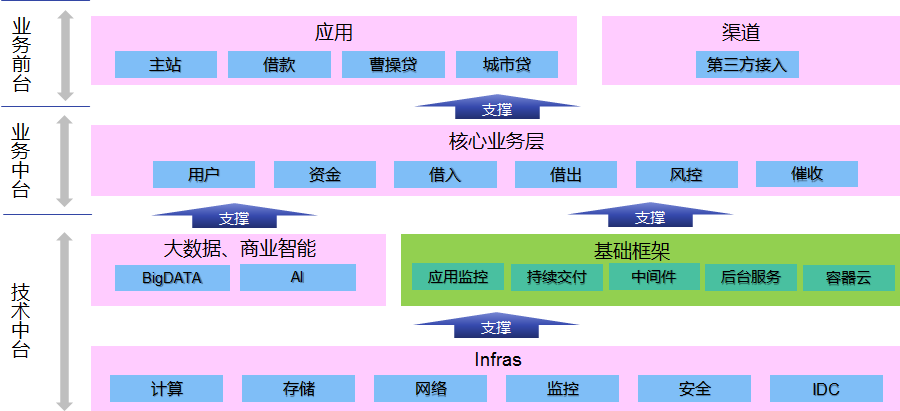 业务前台
应用
主站
借款
曹操贷
城市贷
渠道
第三方接入
支撑
业务中台
核心业务层
用户
资金
借入
借出
风控
催收
支撑
支撑
技术中台
大数据、商业智能
BigDATA
AI
基础框架
应用监控
持续交付
中间件
后台服务
容器云
支撑
Infras
计算
存储
网络
监控
安全
IDC